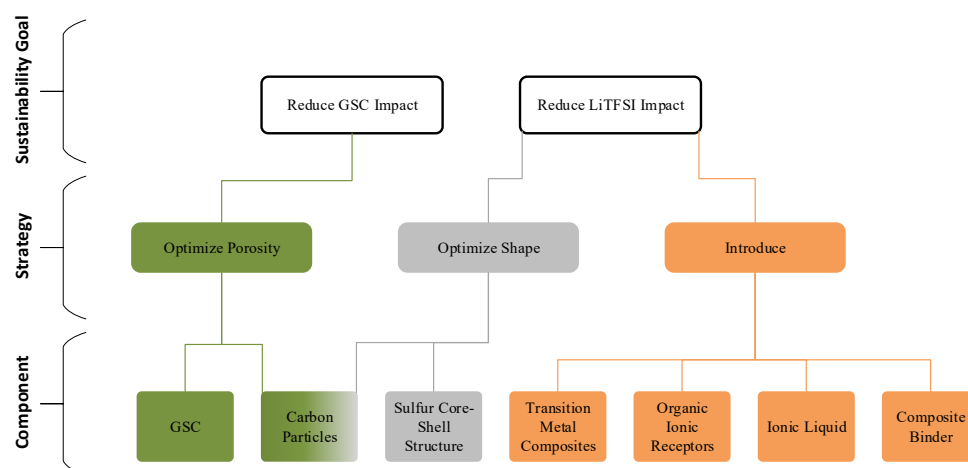 Sustainability Goal
Reduce GSC Impact
Reduce LiTFSI Impact
Strategy
Optimize Porosity
Optimize Shape
Introduce
Component
GSC
Carbon
Particles
Sulfur Core-
Shell
Structure
Transition
Metal
Composites
Organic
Ionic
Receptors
Ionic Liquid
Composite
Binder